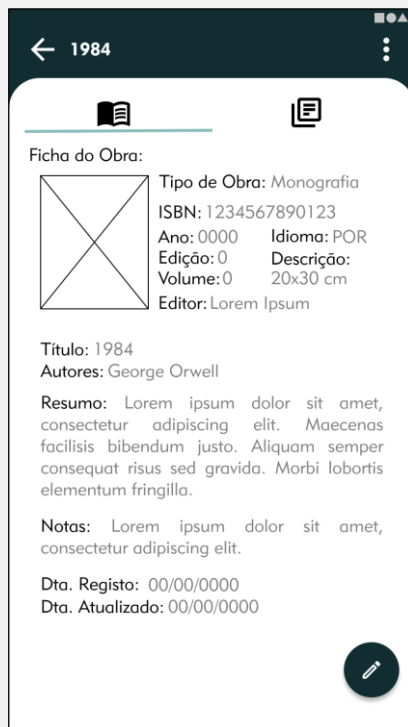 1984
Ficha do Obra:
Tipo de Obra: Monografia
ISBN: 1234567890123
Ano: 0000 Idioma: POR
Edição: 0 Descrição:
Volume: 0 20x30 cm
Editor: Lorem Ipsum
Título: 1984
Autores: George Orwell
Resumo: Lorem ipsum dolor sit amet,
consectetur adipiscing elit. Maecenas
facilisis bibendum justo. Aliquam semper
consequat risus sed gravida. Morbi lobortis
elementum fringilla.
Notas: Lorem ipsum dolor sit amet,
consectetur adipiscing elit.
Dta. Registo: 00/00/0000
Dta. Atualizado: 00/00/0000